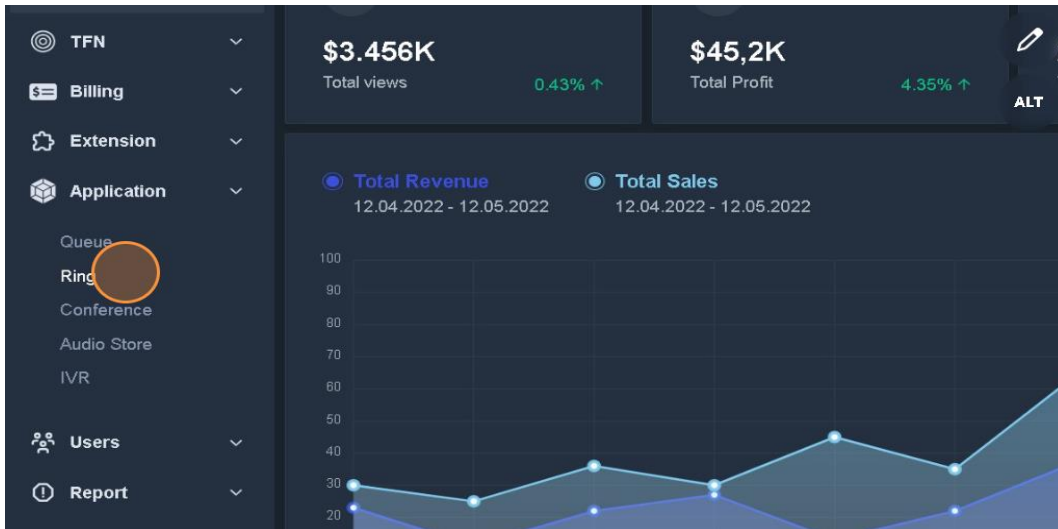 TFN
Billing
Extension
Application
Queue
Ring
Conference
Audio Store
IVR
Users
Report
$3.456K
Total views
0.43% ↑
$45,2K
Total Profit
4.35% ↑
ALT
Total Revenue
12.04.2022 - 12.05.2022
Total Sales
12.04.2022 - 12.05.2022
100
90
80
70
60
50
40
30
20